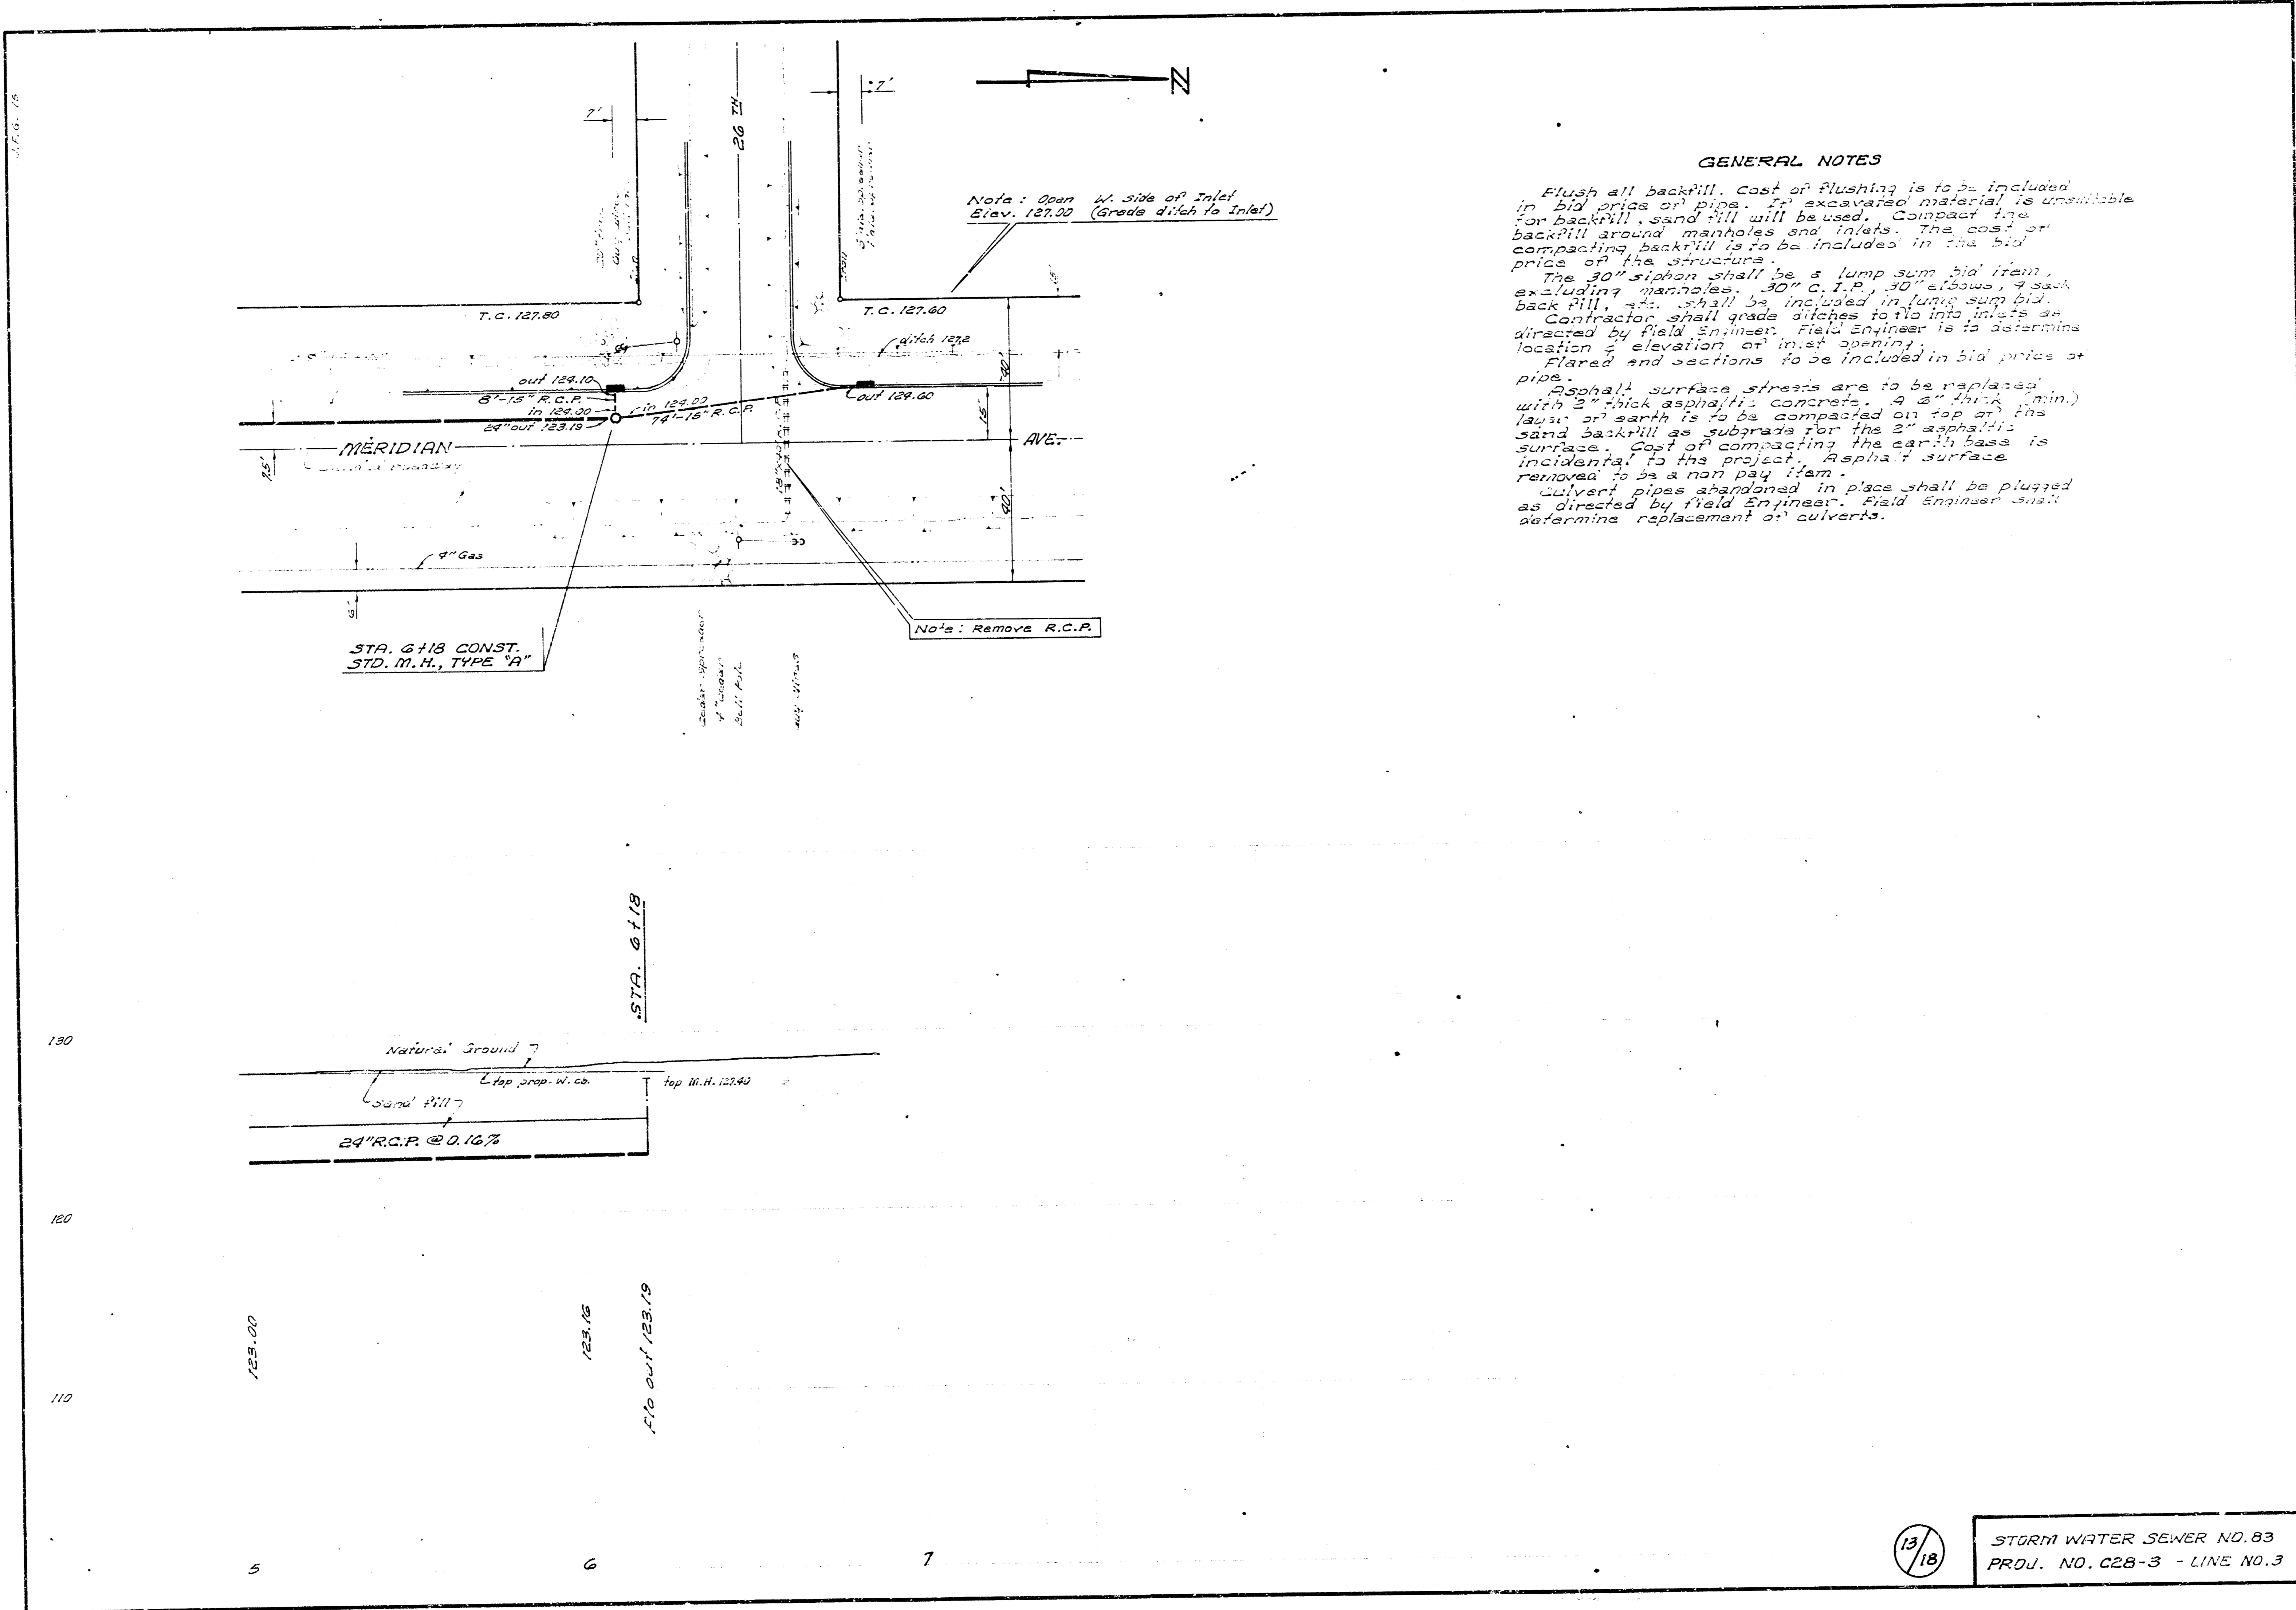 J.F.G. 15
7'
26 TH
7'
N
Note : Open W. side of Inlet
Elev. 127.00 (Grade ditch to Inlet)
T.C. 127.80
T.C. 127.60
ditch 127.2
out 124.10
8'-15" R.C.P.
in 124.00
in 124.00
74'-15" R.C.P.
out 124.60
24" out 123.19
MERIDIAN
AVE.
15'
15'
40'
40'
4" Gas
6'
Note : Remove R.C.P.
STA. 6+18 CONST.
STD. M.H., TYPE "A"
Bell Pole
GENERAL NOTES
Flush all backfill. Cost of flushing is to be included
in bid price of pipe. If excavated material is unsuitable
for backfill, sand fill will be used. Compact the
backfill around manholes and inlets. The cost of
compacting backfill is to be included in the bid
price of the structure.
The 30" siphon shall be a lump sum bid item,
excluding manholes. 30" C.I.P., 30" elbows, 4 sack
back fill, etc. shall be included in lump sum bid.
Contractor shall grade ditches to flo into inlets as
directed by field Engineer. Field Engineer is to determine
location & elevation of inlet opening.
Flared end sections to be included in bid price of
pipe.
Asphalt surface streets are to be replaced
with 2" thick asphaltic concrete. A 6" thick (min.)
layer of earth is to be compacted on top of the
sand backfill as subgrade for the 2" asphaltic
surface. Cost of compacting the earth base is
incidental to the project. Asphalt surface
removed to be a non pay item.
Culvert pipes abandoned in place shall be plugged
as directed by field Engineer. Field Engineer shall
determine replacement of culverts.
STA. 6+18
130
Natural Ground
top prop. W. cb.
top M.H. 127.40
Sand fill
24" R.C.P. @ 0.16%
120
123.00
123.16
Flo out 123.19
110
5
6
7
13/18
STORM WATER SEWER NO. 83
PROJ. NO. C28-3 - LINE NO. 3